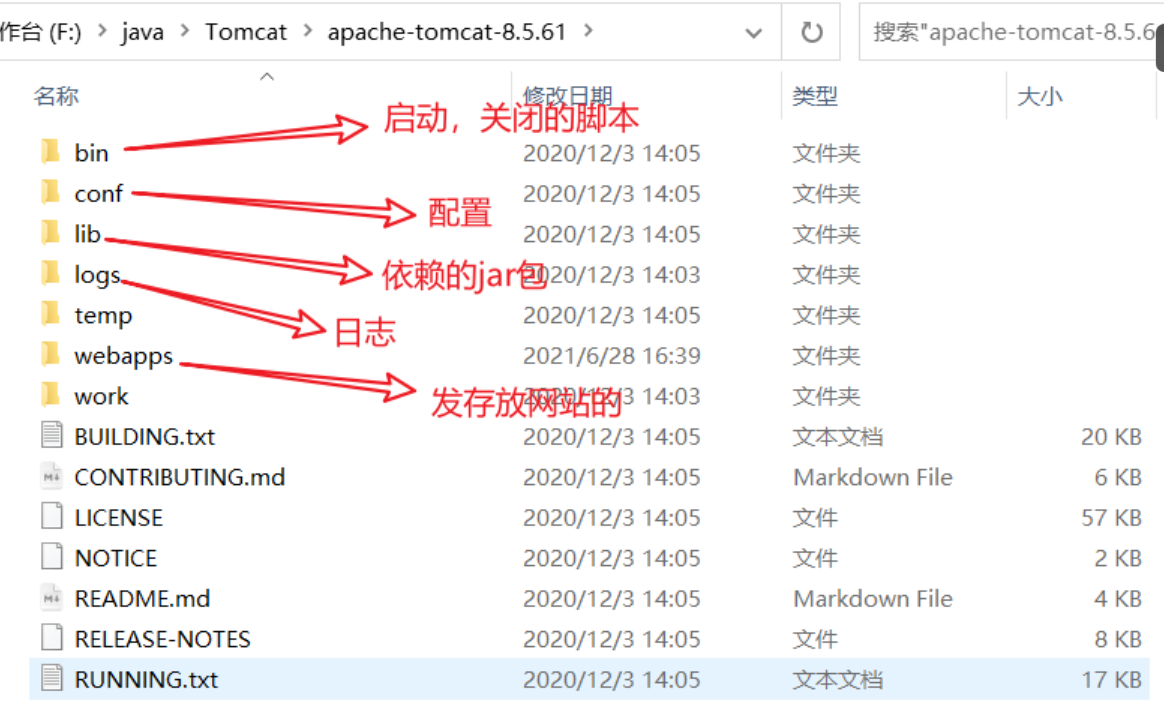 作台 (F:) > java > Tomcat > apache-tomcat-8.5.61 >
搜索"apache-tomcat-8.5.6
名称 修改日期 类型 大小
启动，关闭的脚本
bin 2020/12/3 14:05 文件夹
conf 2020/12/3 14:05 文件夹
配置
lib 2020/12/3 14:05 文件夹
依赖的jar包
logs 2020/12/3 14:03 文件夹
temp 2020/12/3 14:05 文件夹
日志
webapps 2021/6/28 16:39 文件夹
work 2020/12/3 14:03 文件夹
发存放网站的
BUILDING.txt 2020/12/3 14:05 文本文档 20 KB
CONTRIBUTING.md 2020/12/3 14:05 Markdown File 6 KB
LICENSE 2020/12/3 14:05 文件 57 KB
NOTICE 2020/12/3 14:05 文件 2 KB
README.md 2020/12/3 14:05 Markdown File 4 KB
RELEASE-NOTES 2020/12/3 14:05 文件 8 KB
RUNNING.txt 2020/12/3 14:05 文本文档 17 KB